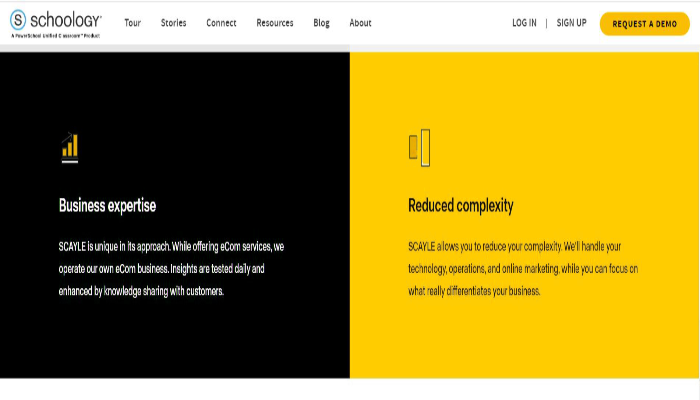 schoology
A PowerSchool Unified Classroom™ Product
Tour Stories Connect Resources Blog About
LOG IN | SIGN UP REQUEST A DEMO
Business expertise
SCAYLE is unique in its approach. While offering eCom services, we
operate our own eCom business. Insights are tested daily and
enhanced by knowledge sharing with customers.
Reduced complexity
SCAYLE allows you to reduce your complexity. We'll handle your
technology, operations, and online marketing, while you can focus on
what really differentiates your business.